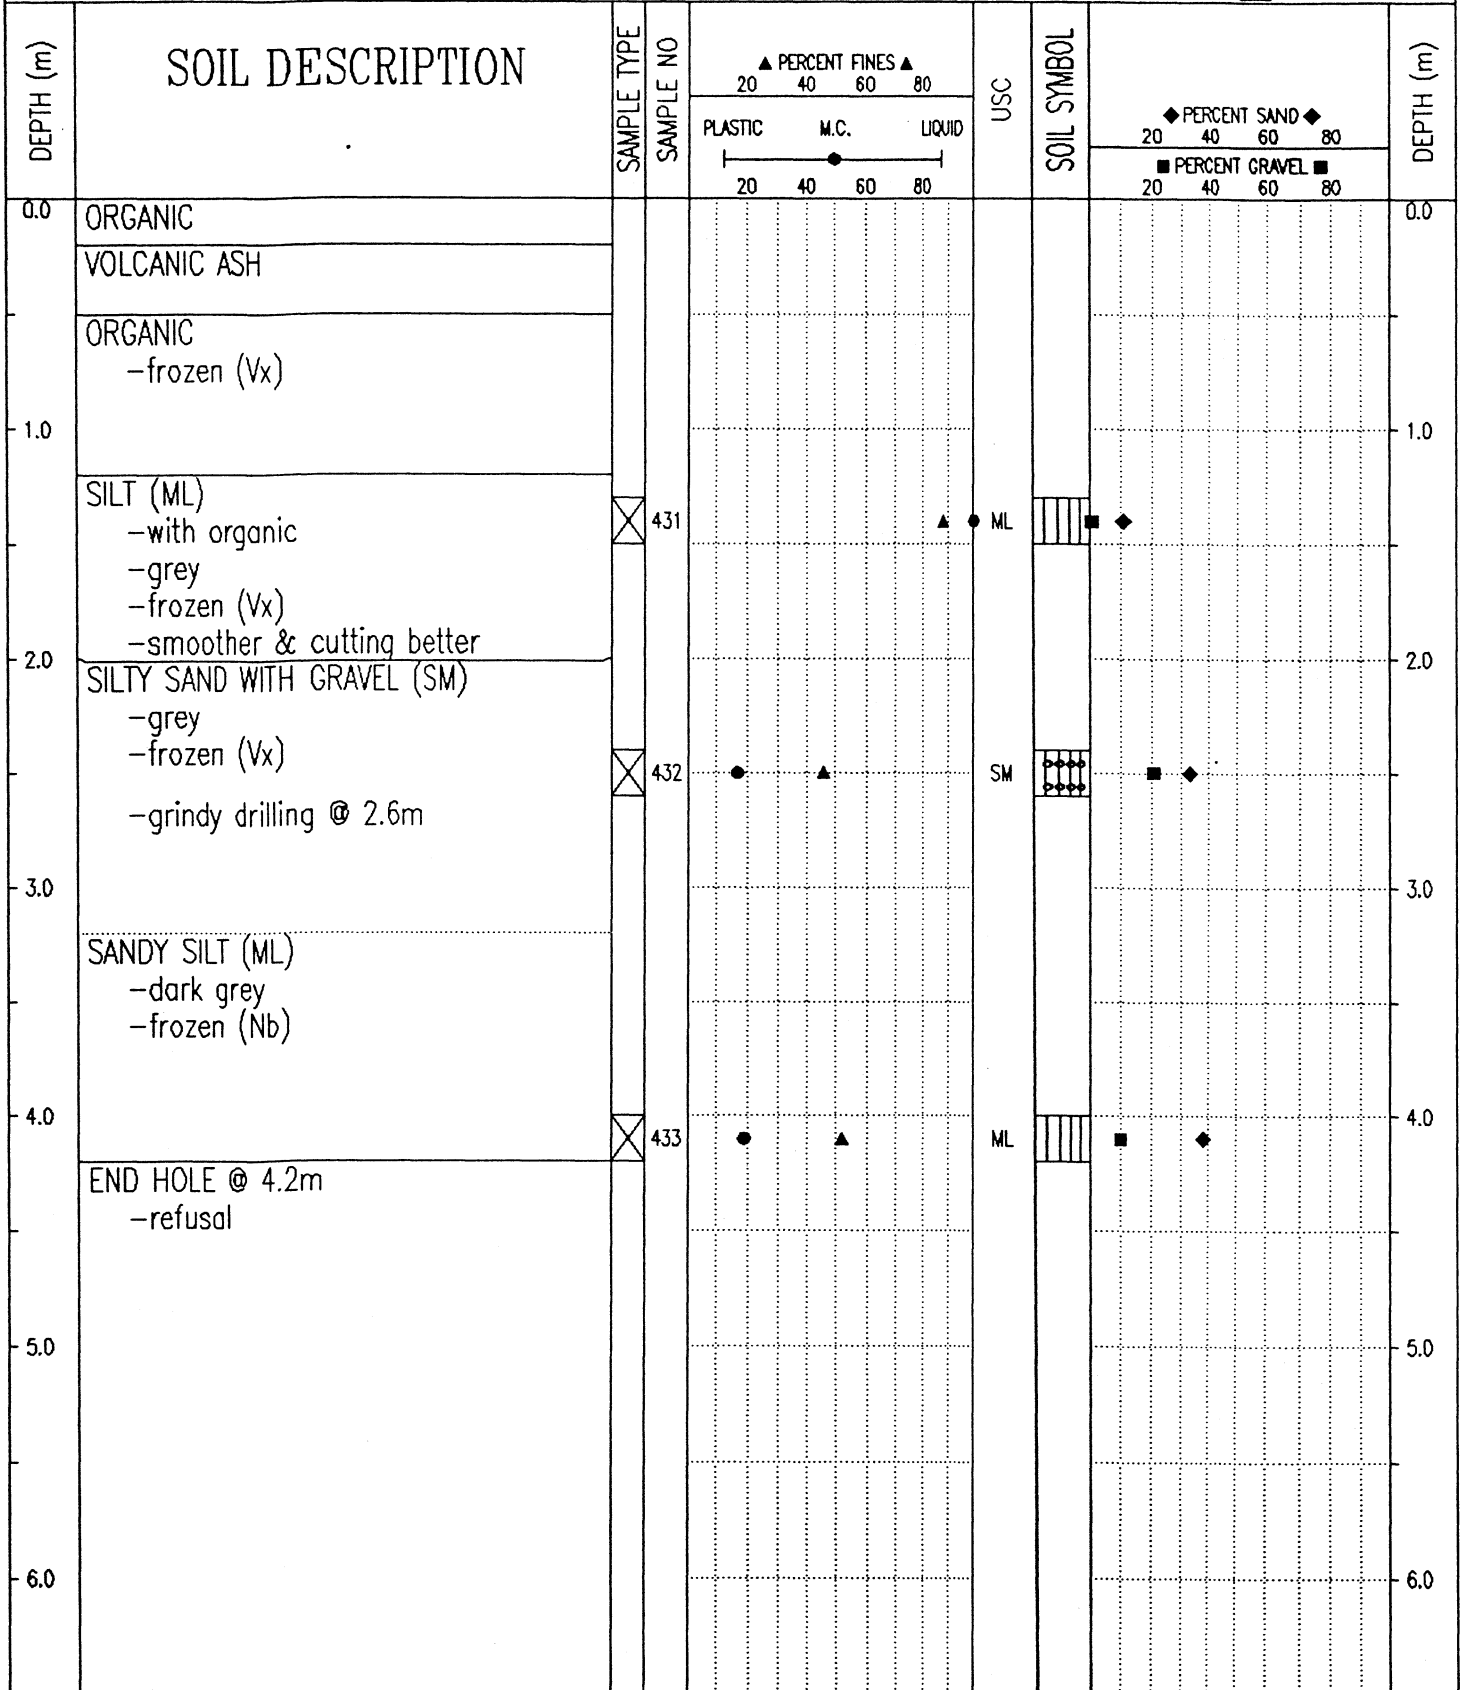 DEPTH (m)
SOIL DESCRIPTION
SAMPLE TYPE
SAMPLE NO
▲ PERCENT FINES ▲
20 40 60 80
PLASTIC M.C. LIQUID
20 40 60 80
USC
SOIL SYMBOL
◆ PERCENT SAND ◆
20 40 60 80
■ PERCENT GRAVEL ■
20 40 60 80
DEPTH (m)
0.0 ORGANIC 0.0
VOLCANIC ASH
ORGANIC
-frozen (Vx)
1.0 1.0
SILT (ML)
431 ML
-with organic
-grey
-frozen (Vx)
-smoother & cutting better
2.0 2.0
SILTY SAND WITH GRAVEL (SM)
-grey
-frozen (Vx)
432 SM
-grindy drilling @ 2.6m
3.0 3.0
SANDY SILT (ML)
-dark grey
-frozen (Nb)
4.0 4.0
433 ML
END HOLE @ 4.2m
-refusal
5.0 5.0
6.0 6.0